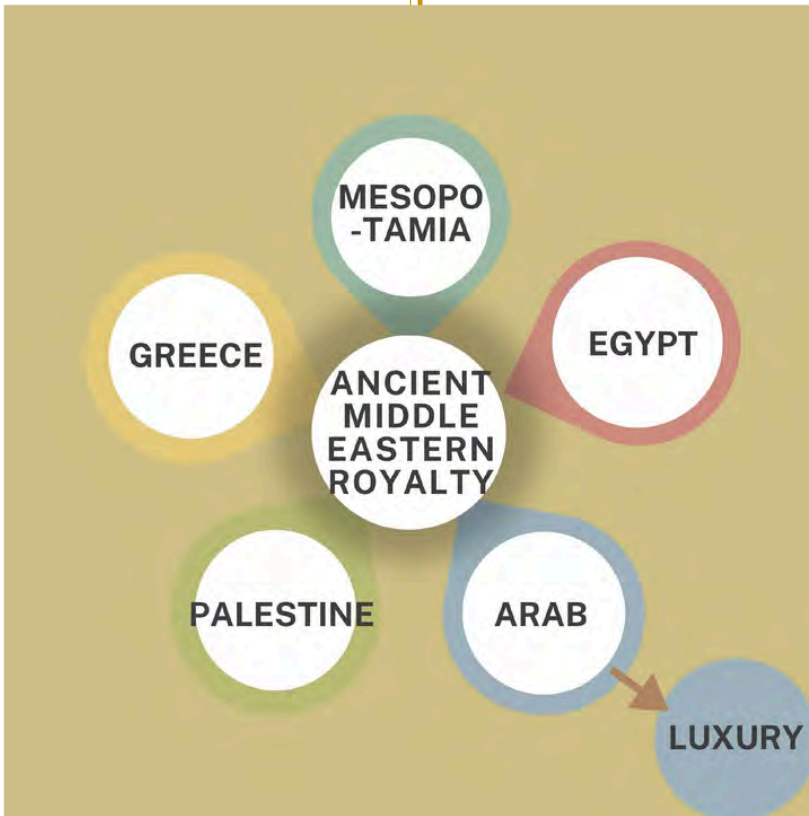 MESOPO
-TAMIA
GREECE
EGYPT
ANCIENT
MIDDLE
EASTERN
ROYALTY
PALESTINE
ARAB
LUXURY